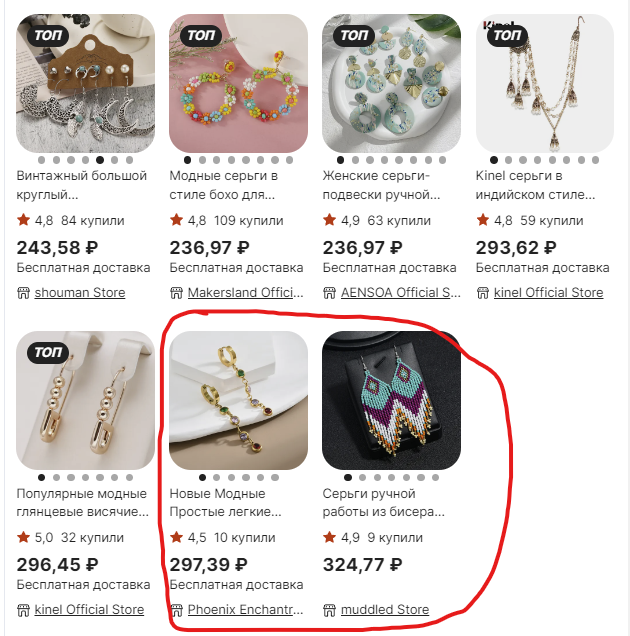 ТОП
ТОП
ТОП
Kinel
ТОП
Винтажный большой
круглый...
4,8 84 купили
243,58 ₽
Бесплатная доставка
shouman Store
Модные серьги в
стиле бохо для...
4,8 109 купили
236,97 ₽
Бесплатная доставка
Makersland Offici...
Женские серьги-
подвески ручной...
4,9 63 купили
236,97 ₽
Бесплатная доставка
AENSOA Official S...
Kinel серьги в
индийском стиле...
4,8 59 купили
293,62 ₽
Бесплатная доставка
kinel Official Store
ТОП
Популярные модные
глянцевые висячие...
5,0 32 купили
296,45 ₽
Бесплатная доставка
kinel Official Store
Новые Модные
Простые легкие...
4,5 10 купили
297,39 ₽
Бесплатная доставка
Phoenix Enchantr...
Серьги ручной
работы из бисера...
4,9 9 купили
324,77 ₽
muddled Store